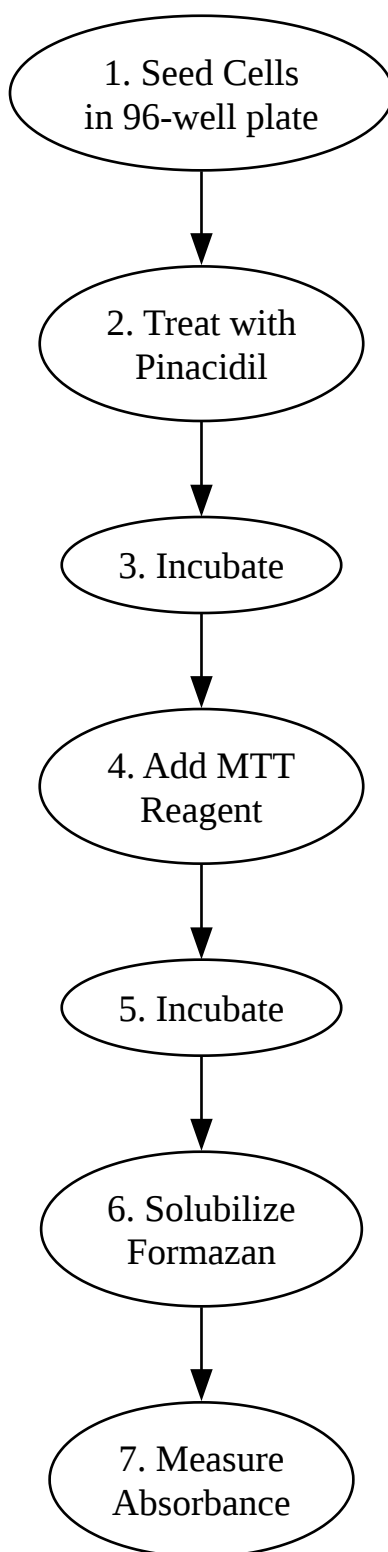 1. Seed Cells
in 96-well plate
2. Treat with
Pinacidil
3. Incubate
4. Add MTT
Reagent
5. Incubate
6. Solubilize
Formazan
7. Measure
Absorbance